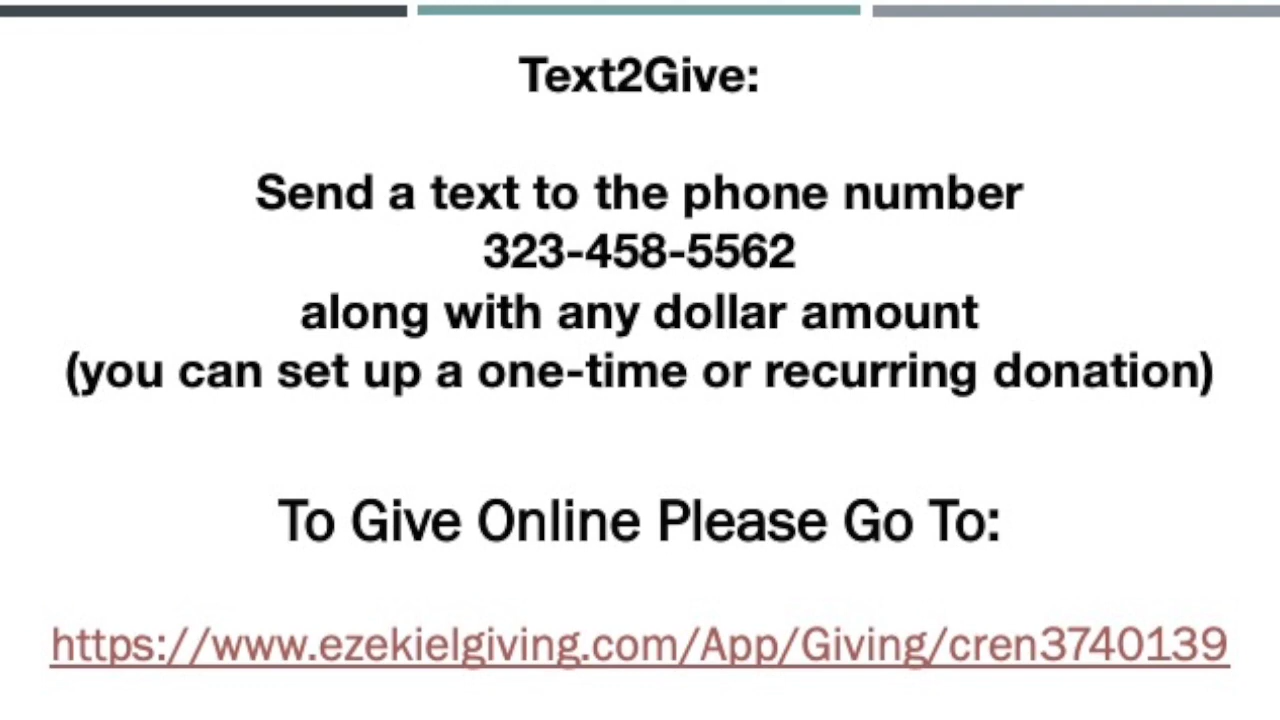 Text2Give:
Send a text to the phone number
323-458-5562
along with any dollar amount
(you can set up a one-time or recurring donation)
To Give Online Please Go To:
https://www.ezekielgiving.com/App/Giving/cren3740139